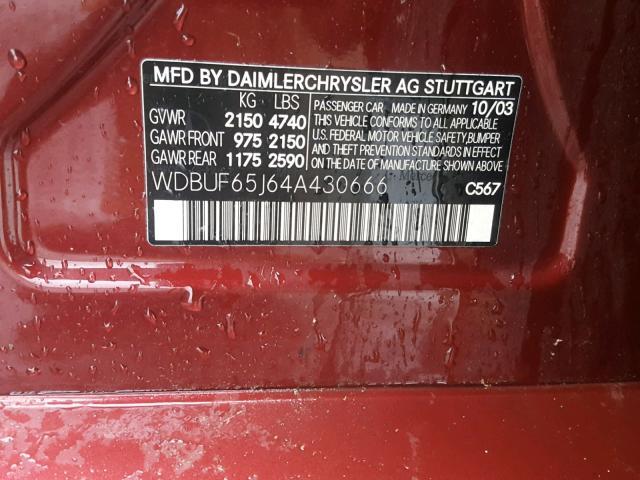 MFD BY DAIMLERCHRYSLER AG STUTTGART
KG LBS
GVWR 2150 4740
GAWR FRONT 975 2150
GAWR REAR 1175 2590
PASSENGER CAR MADE IN GERMANY 10/03
THIS VEHICLE CONFORMS TO ALL APPLICABLE
U.S. FEDERAL MOTOR VEHICLE SAFETY, BUMPER
AND THEFT PREVENTION STANDARDS IN EFFECT
ON THE DATE OF MANUFACTURE SHOWN ABOVE
WDBUF65J64A430666
C567